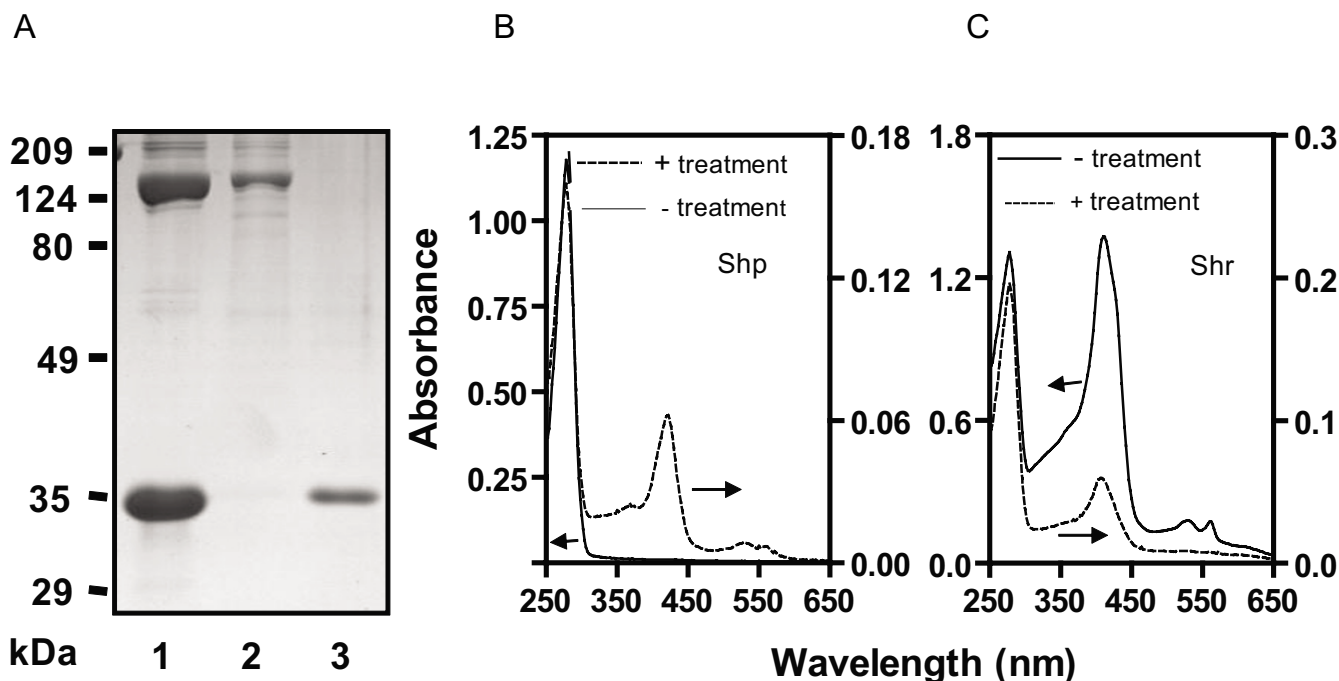 A
B
C
209
124
80
49
35
29
kDa
1 2 3
Absorbance
1.25
1.00
0.75
0.50
0.25
0.18
0.12
0.06
0.00
+ treatment
- treatment
Shp
250 350 450 550 650
1.8
1.2
0.6
0.0
0.3
0.2
0.1
0.0
- treatment
+ treatment
Shr
250 350 450 550 650
Wavelength (nm)